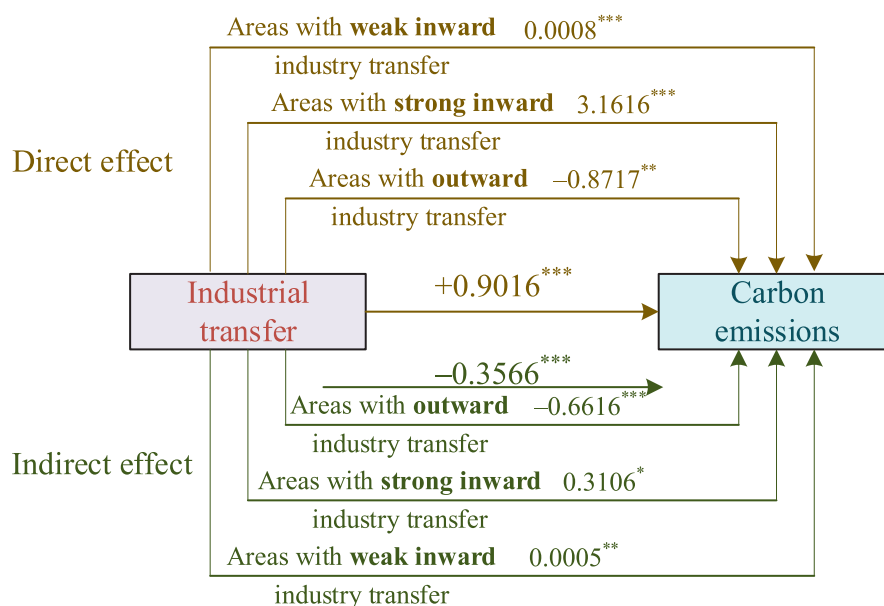 Areas with weak inward 0.0008***
industry transfer
Areas with strong inward 3.1616***
industry transfer
Direct effect
Areas with outward –0.8717**
industry transfer
Industrial
transfer
+0.9016***
Carbon
emissions
–0.3566***
Areas with outward –0.6616***
industry transfer
Indirect effect
Areas with strong inward 0.3106*
industry transfer
Areas with weak inward 0.0005**
industry transfer